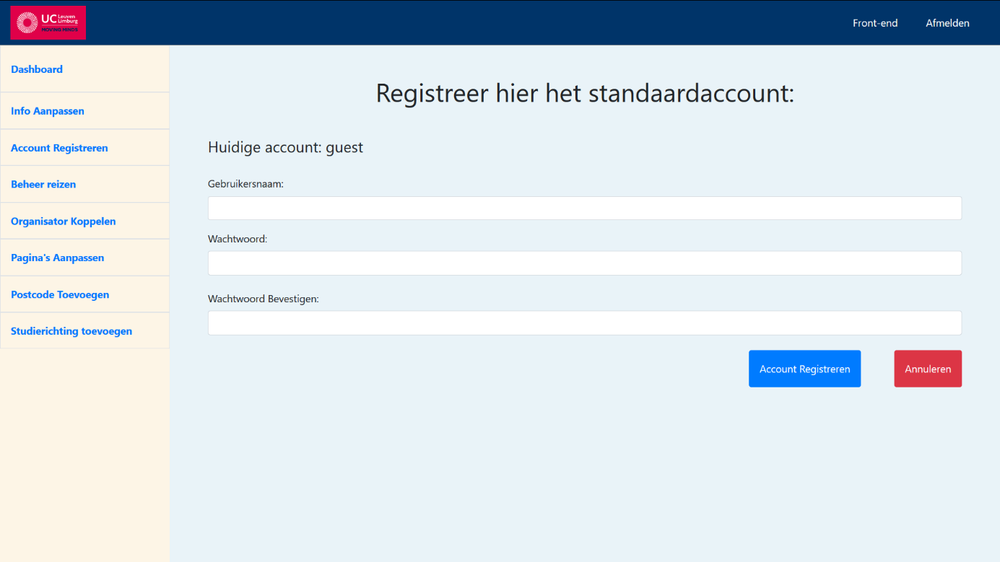 UC Leuven
Limburg
MOVING MINDS
Front-end
Afmelden
Dashboard
Info Aanpassen
Account Registreren
Beheer reizen
Organisator Koppelen
Pagina's Aanpassen
Postcode Toevoegen
Studierichting toevoegen
Registreer hier het standaardaccount:
Huidige account: guest
Gebruikersnaam:
Wachtwoord:
Wachtwoord Bevestigen:
Account Registreren
Annuleren